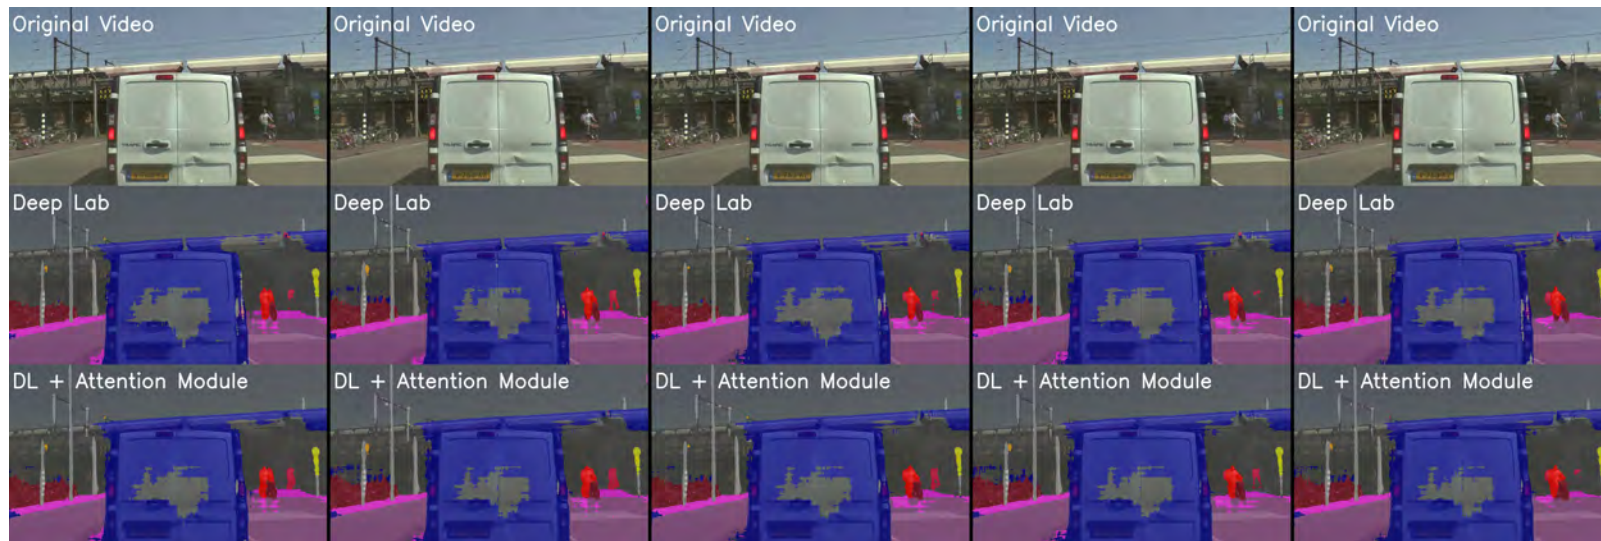 Original Video Original Video Original Video Original Video Original Video
Deep Lab Deep Lab Deep Lab Deep Lab Deep Lab
DL + Attention Module DL + Attention Module DL + Attention Module DL + Attention Module DL + Attention Module